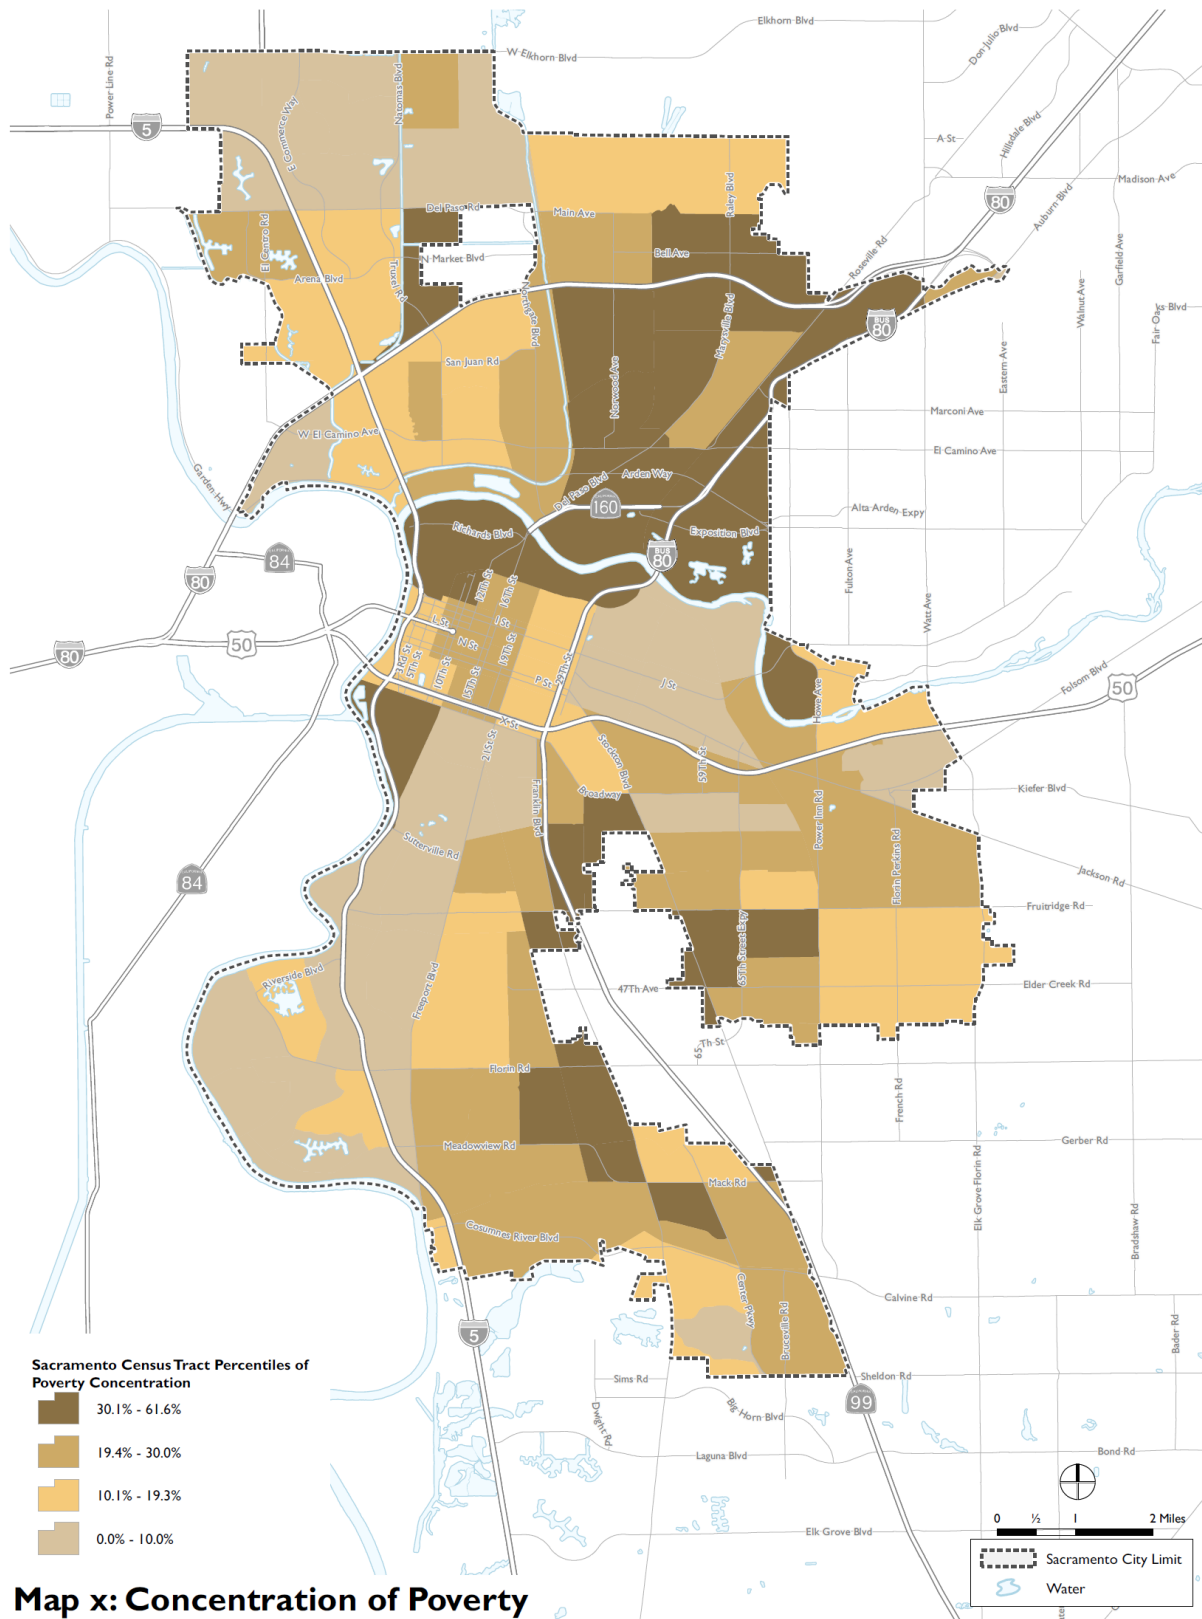 Elkhorn Blvd
Don Julio Blvd
W Elkhorn Blvd
Power Line Rd
Natomas Blvd
E Commerce Way
5
A St
Hillsdale Blvd
Madison Ave
80
Auburn Blvd
Raley Blvd
Del Paso Rd
Main Ave
El Centro Rd
Bell Ave
Roseville Rd
Garfield Ave
N Market Blvd
Arena Blvd
Truxel Rd
Northgate Blvd
Walnut Ave
Fair Oaks Blvd
Marysville Blvd
BUS
80
San Juan Rd
Eastern Ave
Norwood Ave
Marconi Ave
W El Camino Ave
El Camino Ave
Garden Hwy
Arden Way
Del Paso Blvd
160
Alta Arden Expy
Richards Blvd
Exposition Blvd
84
BUS
80
80
Fulton Ave
12Th St
16Th St
Watt Ave
L St
I St
50
80
N St
19Th St
3Rd St
5Th St
10Th St
15Th St
29Th St
P St
J St
Folsom Blvd
50
Howe Ave
X St
21St St
Stockton Blvd
59Th St
Broadway
Franklin Blvd
Power Inn Rd
Kiefer Blvd
Sutterville Rd
Florin Perkins Rd
84
Jackson Rd
Fruitridge Rd
65Th Street Expy
Riverside Blvd
Freeport Blvd
47Th Ave
Elder Creek Rd
65Th St
Florin Rd
French Rd
Meadowview Rd
Gerber Rd
Elk Grove Florin Rd
Mack Rd
Bradshaw Rd
Cosumnes River Blvd
Center Pkwy
Calvine Rd
Bruceville Rd
Bader Rd
5
Sacramento Census Tract Percentiles of
Poverty Concentration
30.1% - 61.6%
19.4% - 30.0%
10.1% - 19.3%
0.0% - 10.0%
Sims Rd
Sheldon Rd
99
Dwight Rd
Big Horn Blvd
Laguna Blvd
Bond Rd
0 ½ 1 2 Miles
Elk Grove Blvd
Sacramento City Limit
Water
Map x: Concentration of Poverty